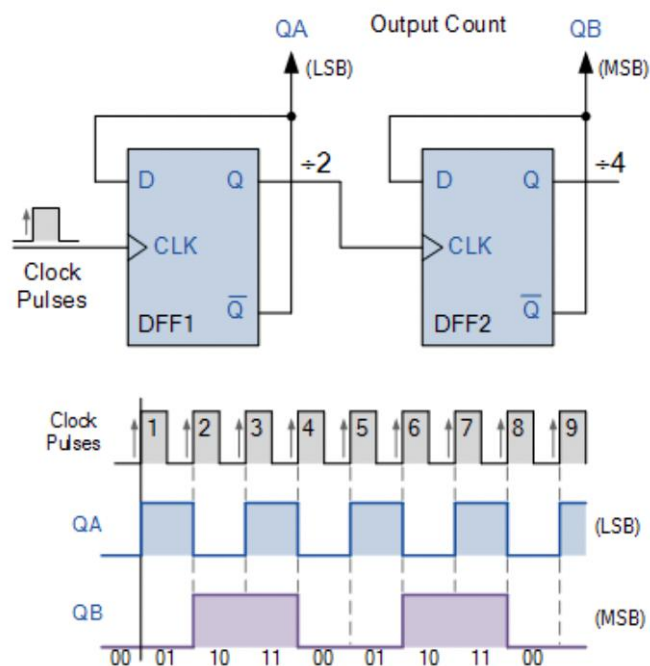 QA Output Count QB
(LSB) (MSB)
D Q ÷2 D Q ÷4
CLK CLK
Clock
Pulses
Q̅ Q̅
DFF1 DFF2
Clock
Pulses
1 2 3 4 5 6 7 8 9
QA (LSB)
QB (MSB)
00 01 10 11 00 01 10 11 00